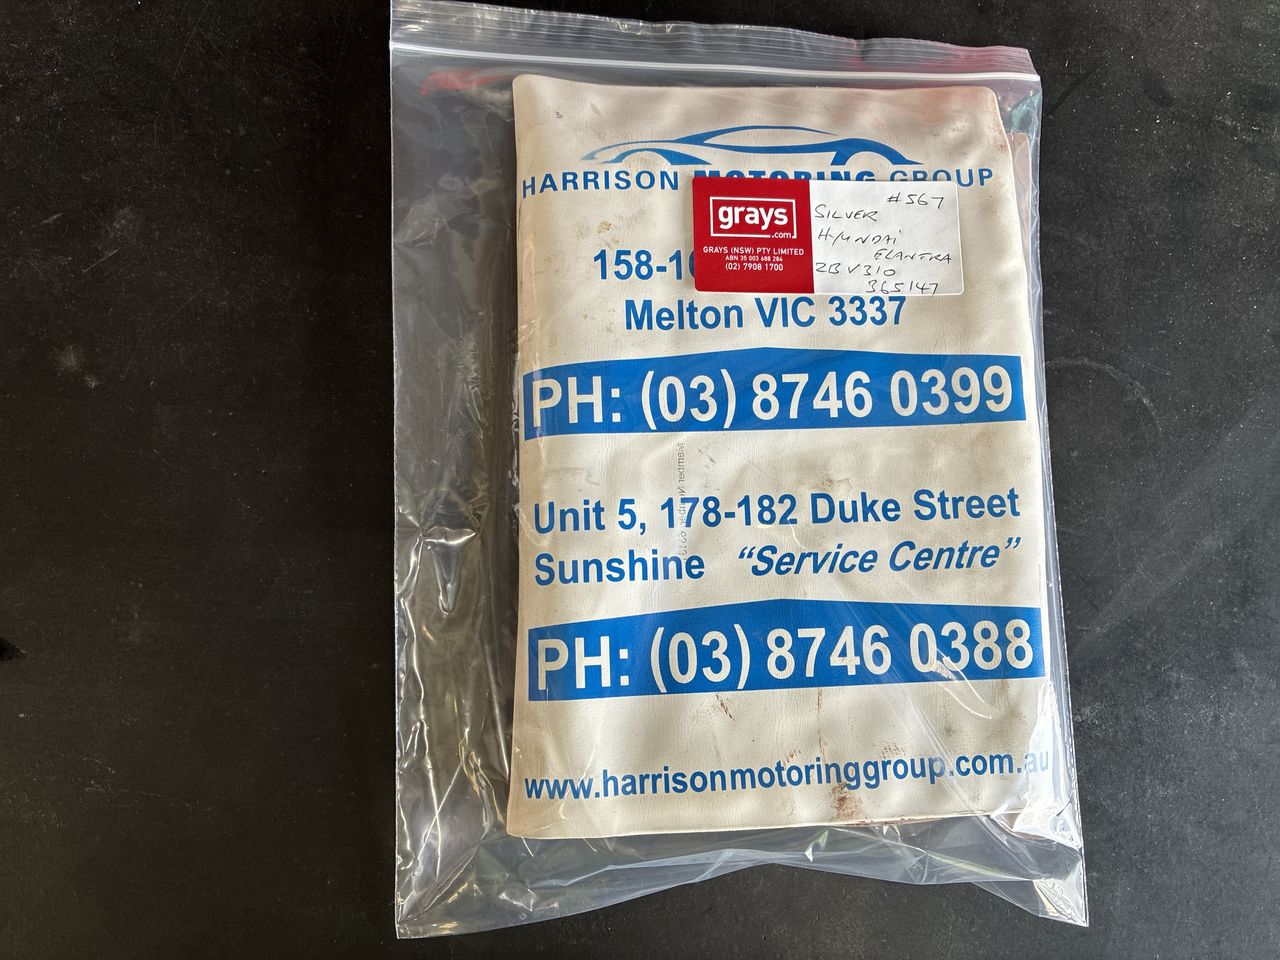 HARRISON MOTORING GROUP
grays
.com
GRAYS (NSW) PTY LIMITED
ABN 35 003 688 284
(02) 7908 1700
#567
SILVER
HYUNDAI
ELANTRA
365147
158-1
Melton VIC 3337
PH: (03) 8746 0399
Unit 5, 178-182 Duke Street
Sunshine “Service Centre”
PH: (03) 8746 0388
www.harrisonmotoringgroup.com.au